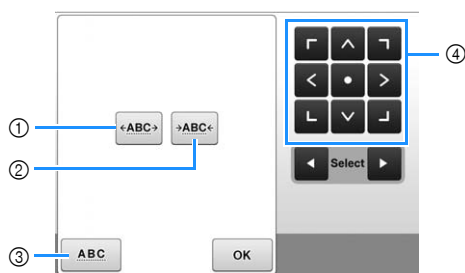 ④
①
←ABC→ →ABC←
②
Select
③
ABC
OK